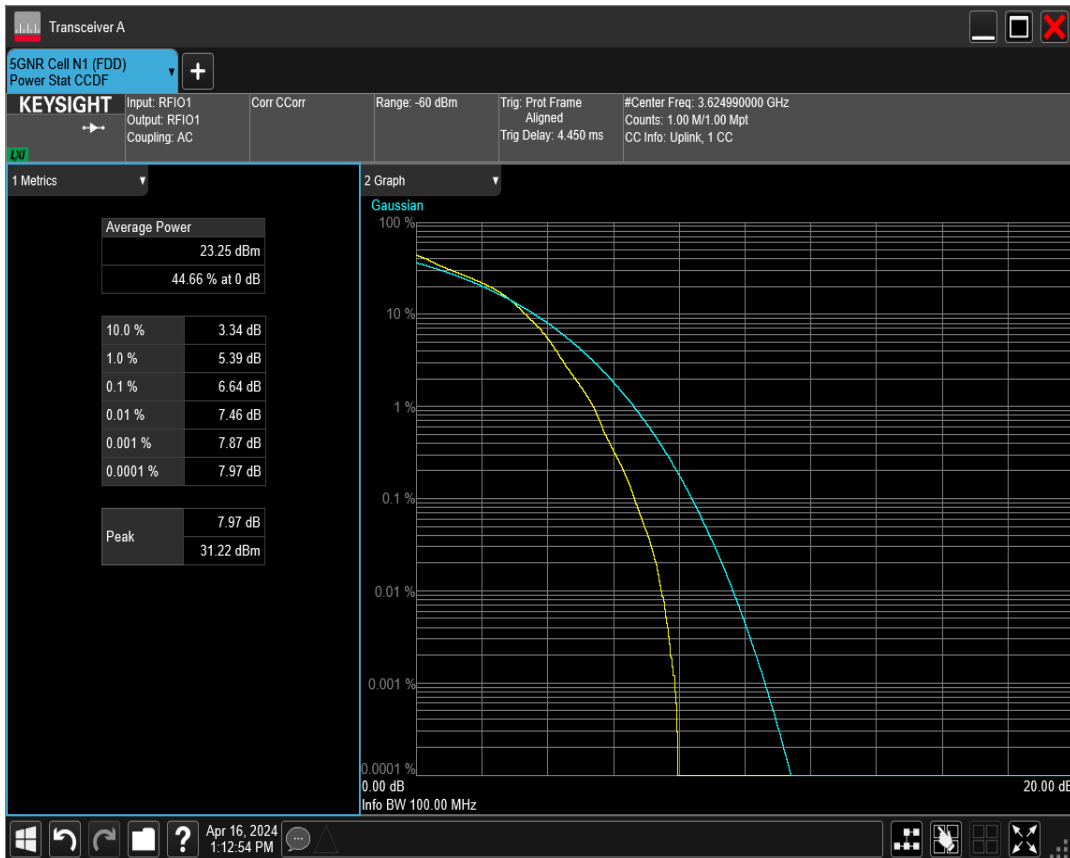 Transceiver A
5GNR Cell N1 (FDD)
Power Stat CCDF
+
KEYSIGHT
LXI
Input: RFIO1
Output: RFIO1
Coupling: AC
Corr CCorr
Range: -60 dBm
Trig: Prot Frame
Aligned
Trig Delay: 4.450 ms
#Center Freq: 3.624990000 GHz
Counts: 1.00 M/1.00 Mpt
CC Info: Uplink, 1 CC
1 Metrics
Average Power
23.25 dBm
44.66 % at 0 dB
10.0 % 3.34 dB
1.0 % 5.39 dB
0.1 % 6.64 dB
0.01 % 7.46 dB
0.001 % 7.87 dB
0.0001 % 7.97 dB
Peak
7.97 dB
31.22 dBm
2 Graph
Gaussian
100 %
10 %
1 %
0.1 %
0.01 %
0.001 %
0.0001 %
0.00 dB 20.00 dB
Info BW 100.00 MHz
?
Apr 16, 2024
1:12:54 PM